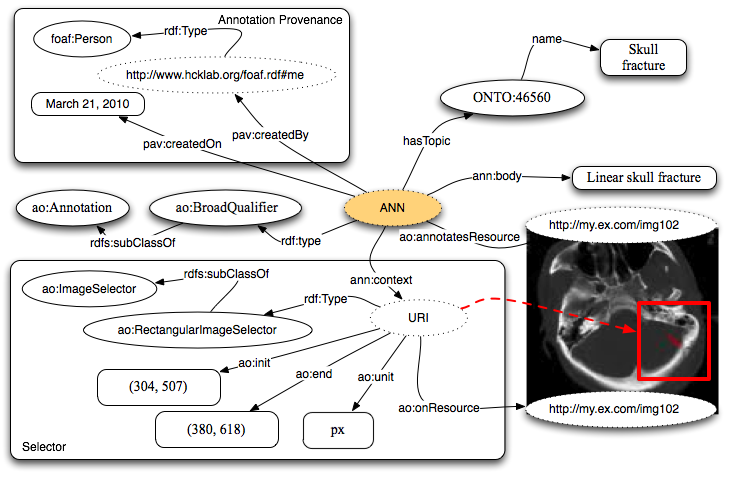 Annotation Provenance
foaf:Person
rdf:Type
http://www.hcklab.org/foaf.rdf#me
March 21, 2010
pav:createdOn
pav:createdBy
name
Skull
fracture
ONTO:46560
hasTopic
ann:body
Linear skull fracture
ANN
ao:Annotation
ao:BroadQualifier
rdfs:subClassOf
rdf:type
ao:annotatesResource
http://my.ex.com/img102
ann:context
rdfs:subClassOf
ao:ImageSelector
rdf:Type
URI
ao:RectangularImageSelector
ao:init
ao:end
ao:unit
(304, 507)
(380, 618)
px
ao:onResource
http://my.ex.com/img102
Selector